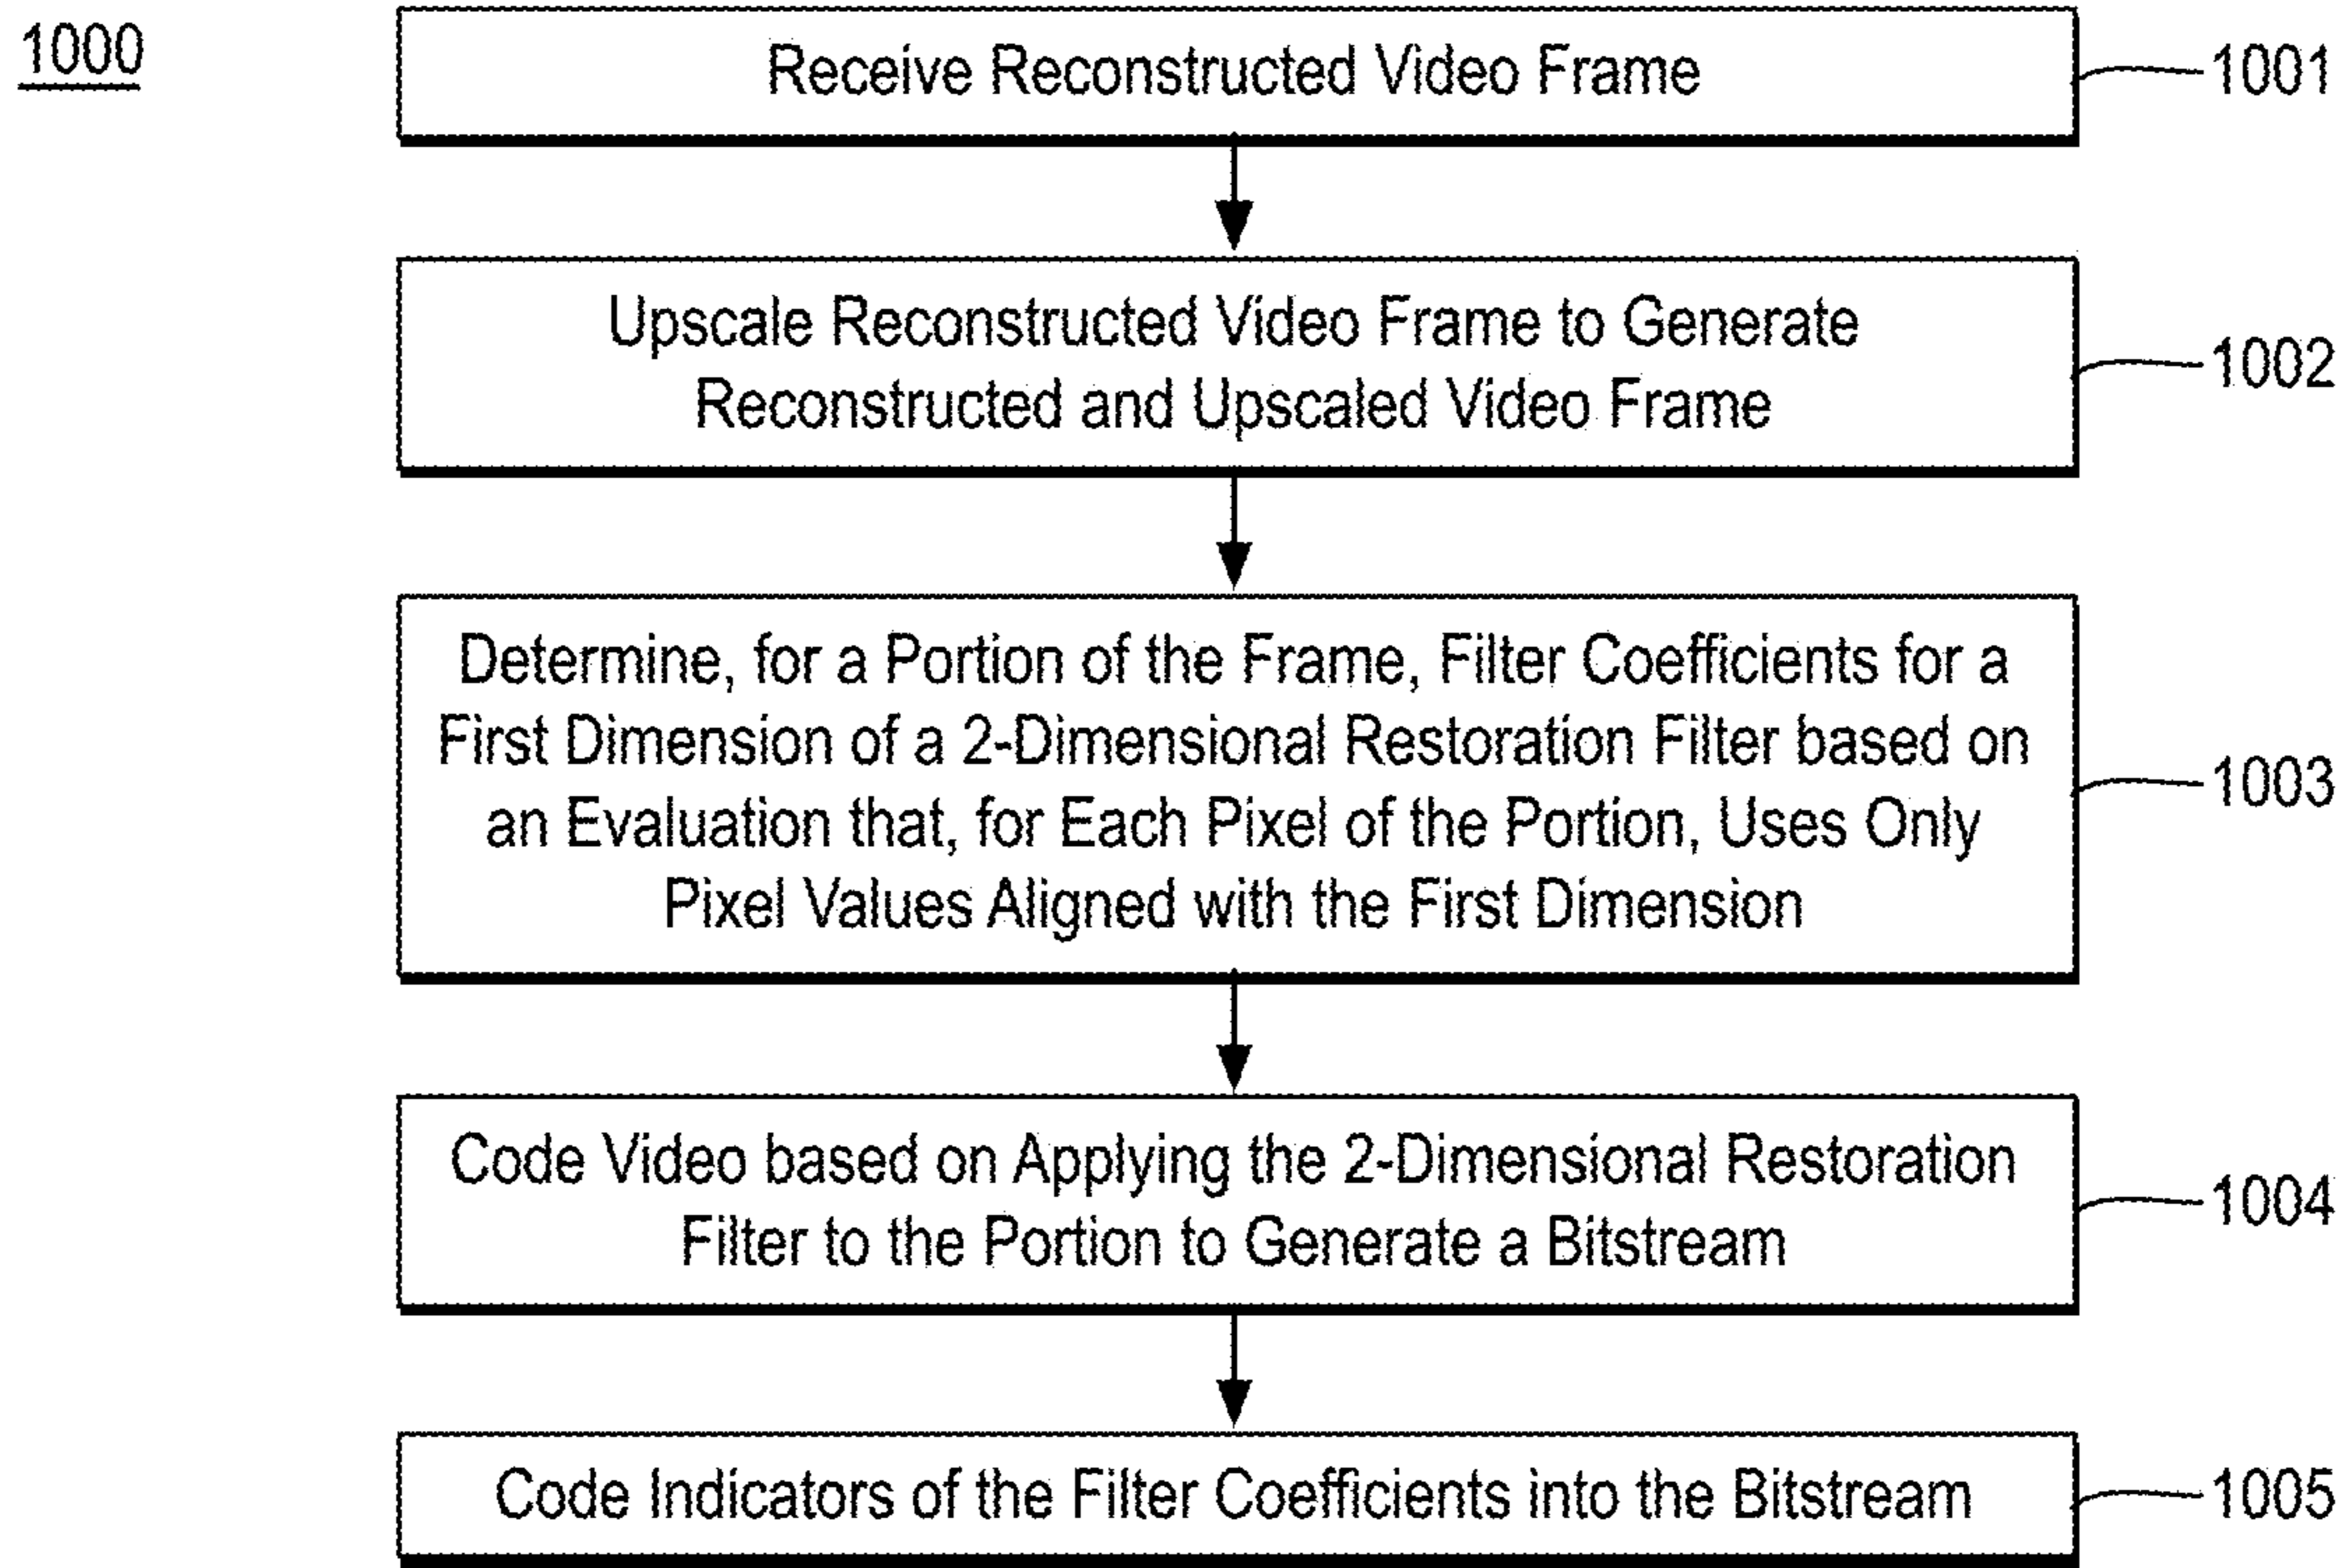 1000
Receive Reconstructed Video Frame
1001
Upscale Reconstructed Video Frame to Generate
Reconstructed and Upscaled Video Frame
1002
Determine, for a Portion of the Frame, Filter Coefficients for a
First Dimension of a 2-Dimensional Restoration Filter based on
an Evaluation that, for Each Pixel of the Portion, Uses Only
Pixel Values Aligned with the First Dimension
1003
Code Video based on Applying the 2-Dimensional Restoration
Filter to the Portion to Generate a Bitstream
1004
Code Indicators of the Filter Coefficients into the Bitstream
1005